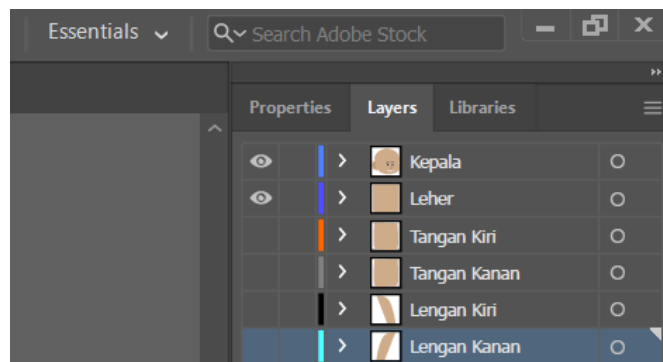 Essentials
Search Adobe Stock
Properties Layers Libraries
Kepala
Leher
Tangan Kiri
Tangan Kanan
Lengan Kiri
Lengan Kanan